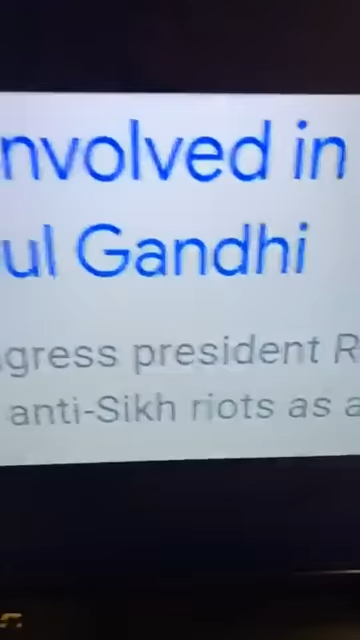 nvolved in
ul Gandhi
gress president R
anti-Sikh riots as a